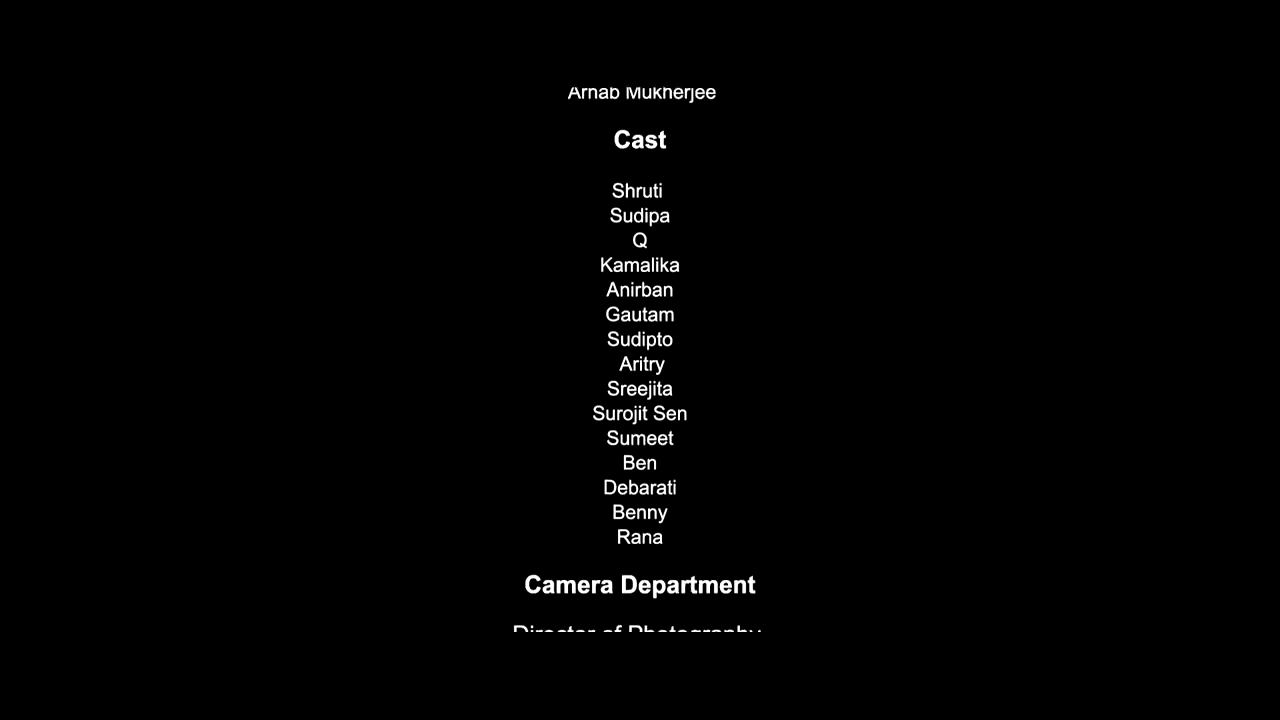 Arnab Mukherjee
Cast
Shruti
Sudipa
Q
Kamalika
Anirban
Gautam
Sudipto
Aritry
Sreejita
Surojit Sen
Sumeet
Ben
Debarati
Benny
Rana
Camera Department
Director of Photography